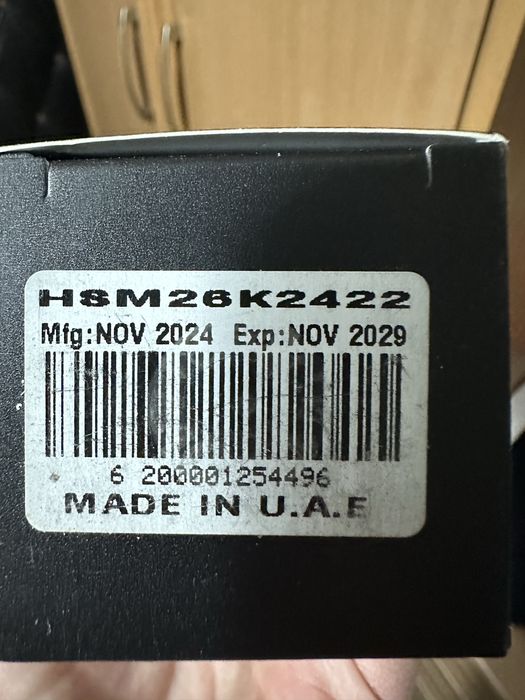 HSM26K2422
Mfg:NOV 2024 Exp:NOV 2029
6 200001254496
MADE IN U.A.E